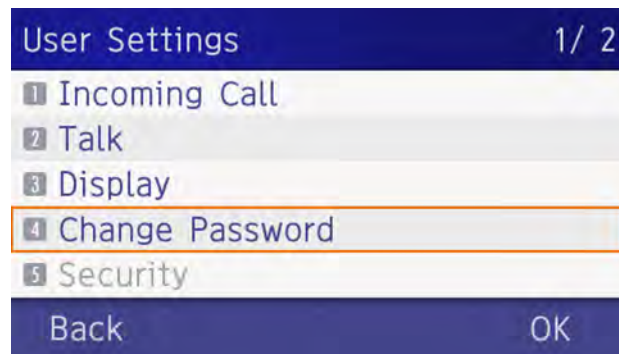 User Settings 1/ 2
1 Incoming Call
2 Talk
3 Display
4 Change Password
5 Security
Back OK